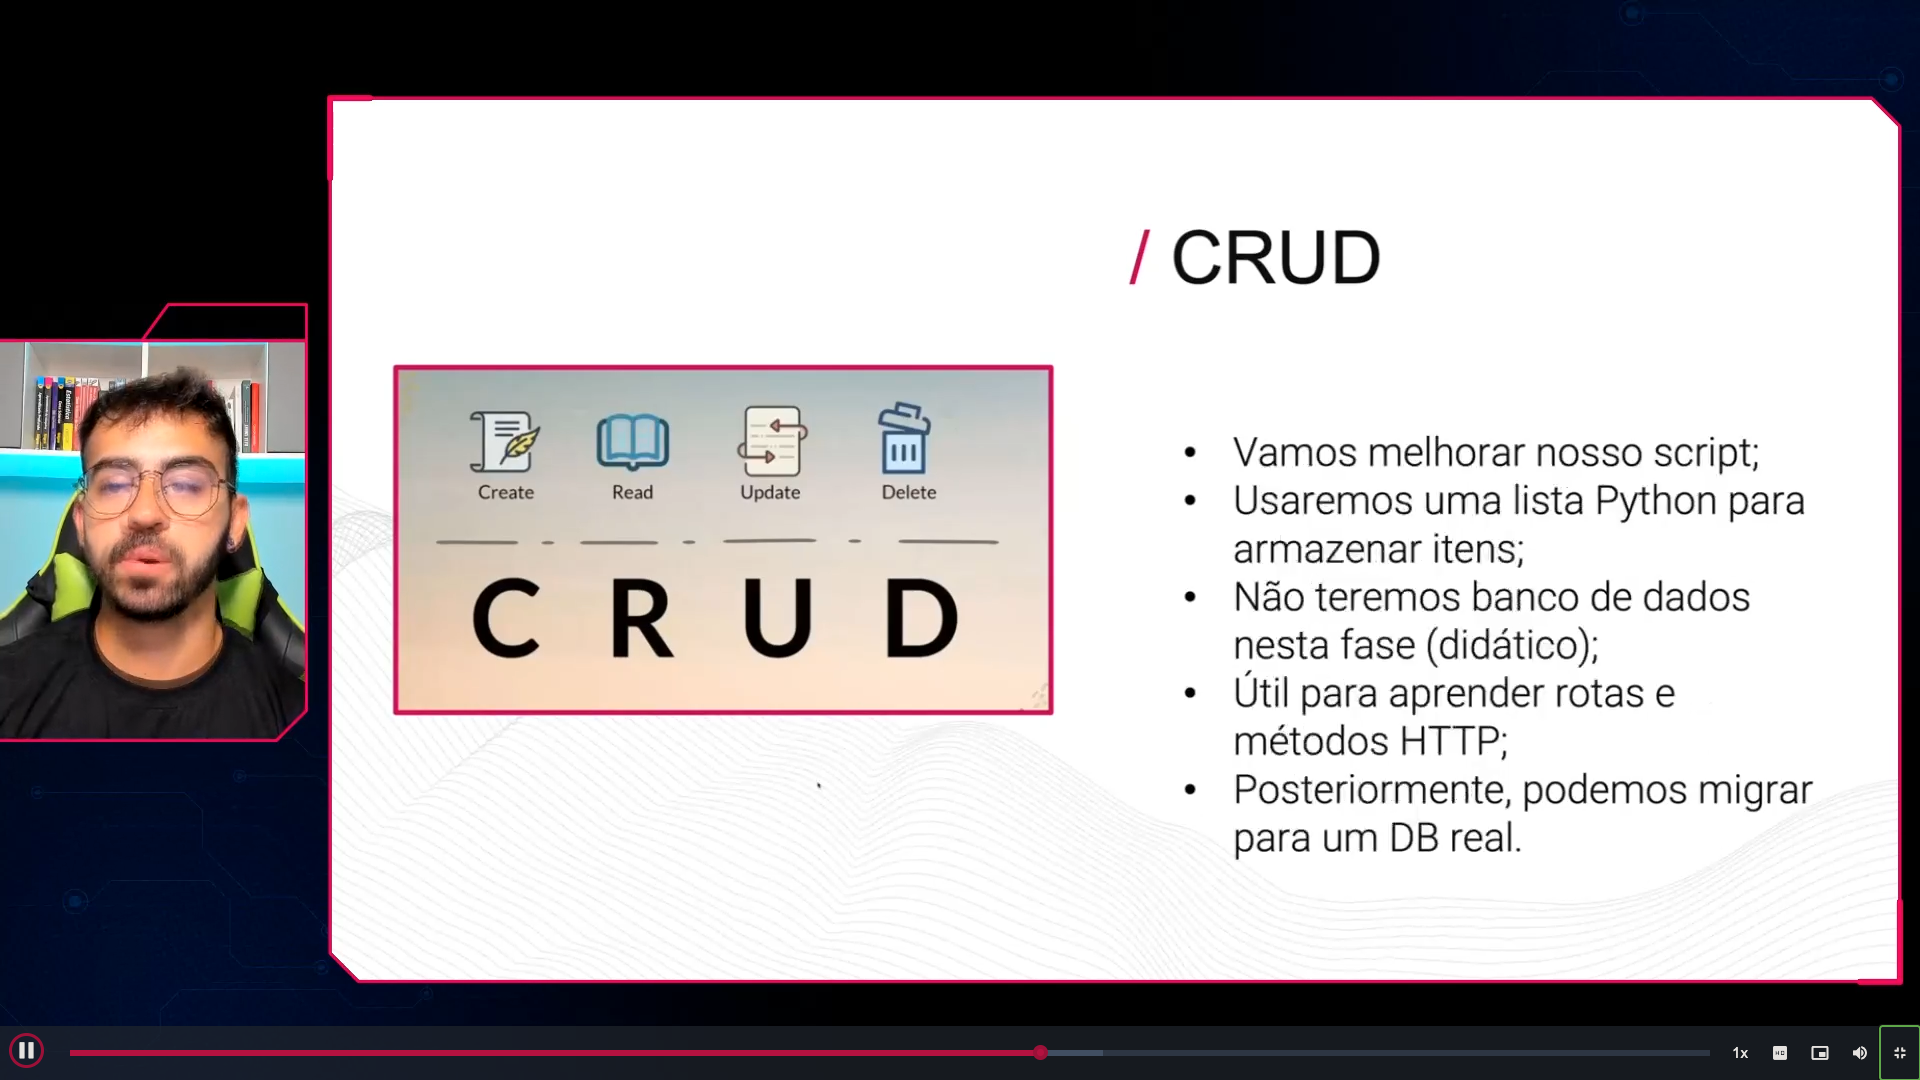 / CRUD
Create Read Update Delete
C R U D
• Vamos melhorar nosso script;
• Usaremos uma lista Python para
armazenar itens;
• Não teremos banco de dados
nesta fase (didático);
• Útil para aprender rotas e
métodos HTTP;
• Posteriormente, podemos migrar
para um DB real.
1x